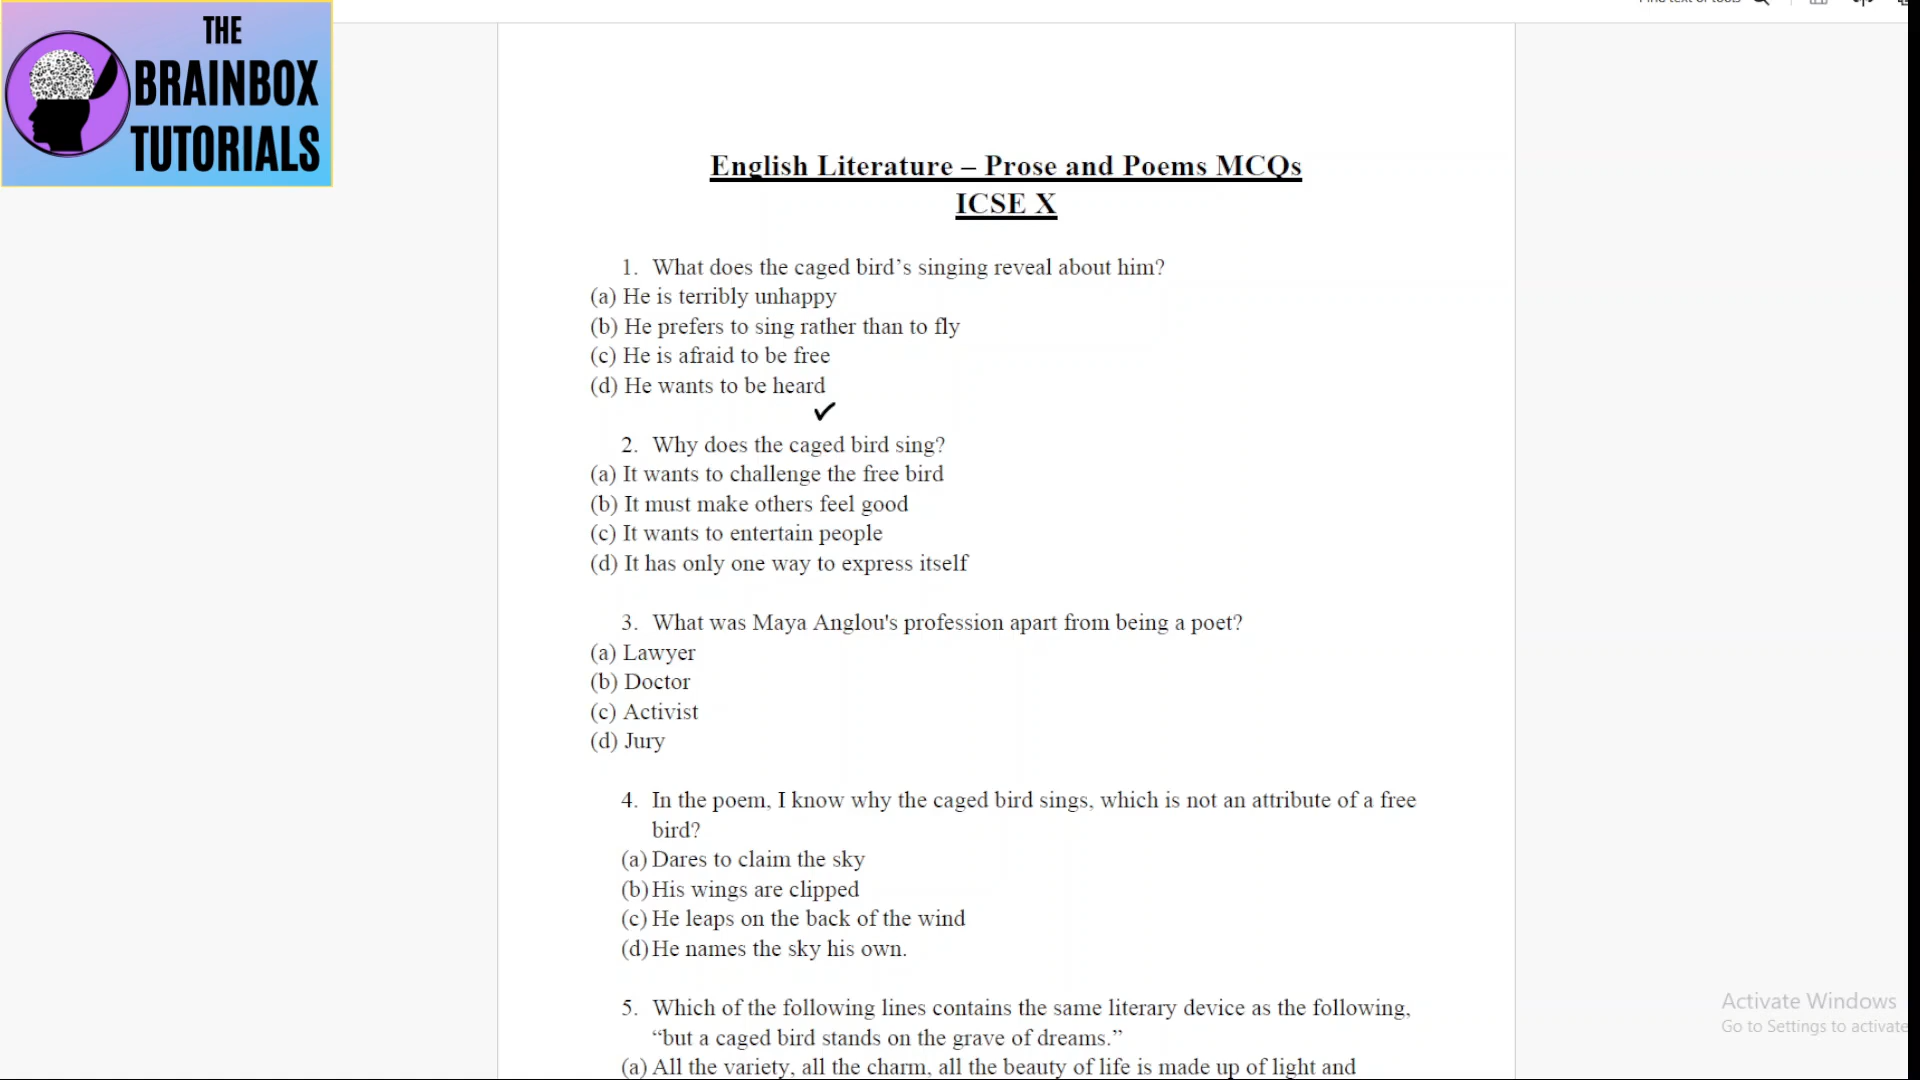 THE
BRAINBOX
TUTORIALS
English Literature – Prose and Poems MCQs
ICSE X
1. What does the caged bird’s singing reveal about him?
(a) He is terribly unhappy
(b) He prefers to sing rather than to fly
(c) He is afraid to be free
(d) He wants to be heard
2. Why does the caged bird sing?
(a) It wants to challenge the free bird
(b) It must make others feel good
(c) It wants to entertain people
(d) It has only one way to express itself
3. What was Maya Anglou's profession apart from being a poet?
(a) Lawyer
(b) Doctor
(c) Activist
(d) Jury
4. In the poem, I know why the caged bird sings, which is not an attribute of a free
bird?
(a) Dares to claim the sky
(b) His wings are clipped
(c) He leaps on the back of the wind
(d) He names the sky his own.
5. Which of the following lines contains the same literary device as the following,
“but a caged bird stands on the grave of dreams.”
(a) All the variety, all the charm, all the beauty of life is made up of light and
Activate Windows
Go to Settings to activate